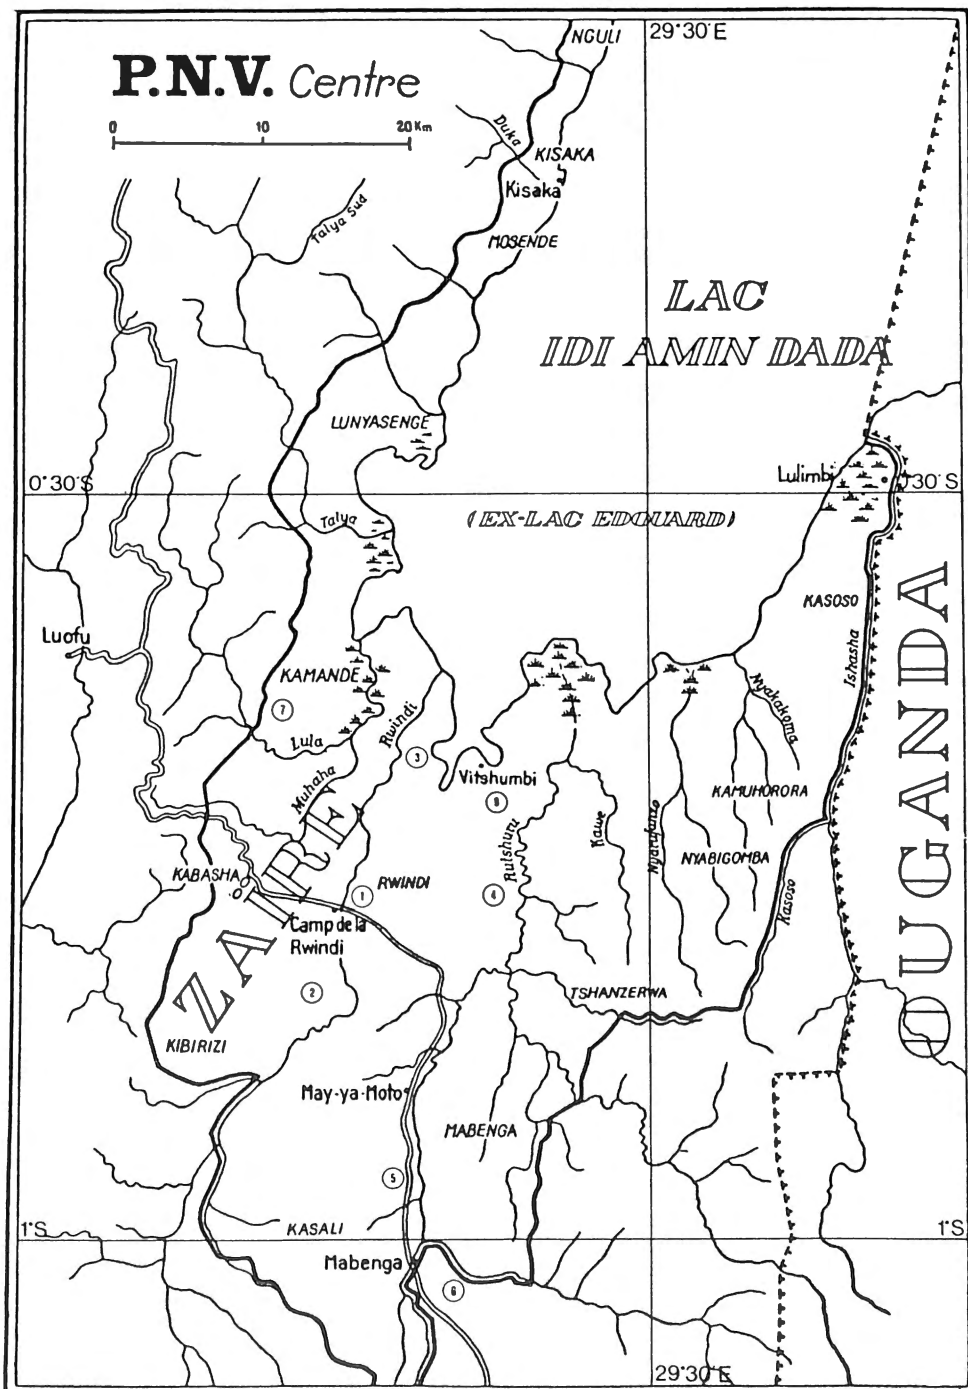 NGULI
29°30'E
P.N.V. Centre
0 10 20 Km
Duka
KISAKA
Kisaka
Talya Sud
MOSENDE
LAC
IDI AMIN DADA
LUNYASENGE
Lulimbi
0°30'S
0°30'S
Talya
(EX-LAC EDOUARD)
KASOSO
Luofu
Ishasha
UGANDA
KAMANDE
Nyakakoma
7
Rwindi
Lula
3
Vitshumbi
Muhaha
8
KAMUHORORA
Rutshuru
Kawe
Nyarufanzo
NYABIGOMBA
KABASHA
ZAIRE
RWINDI
1
4
Kasoso
Camp de la
Rwindi
2
TSHANZERWA
KIBIRIZI
May-ya-Moto
MABENGA
5
KASALI
1°S
1°S
Mabenga
6
29°30'E